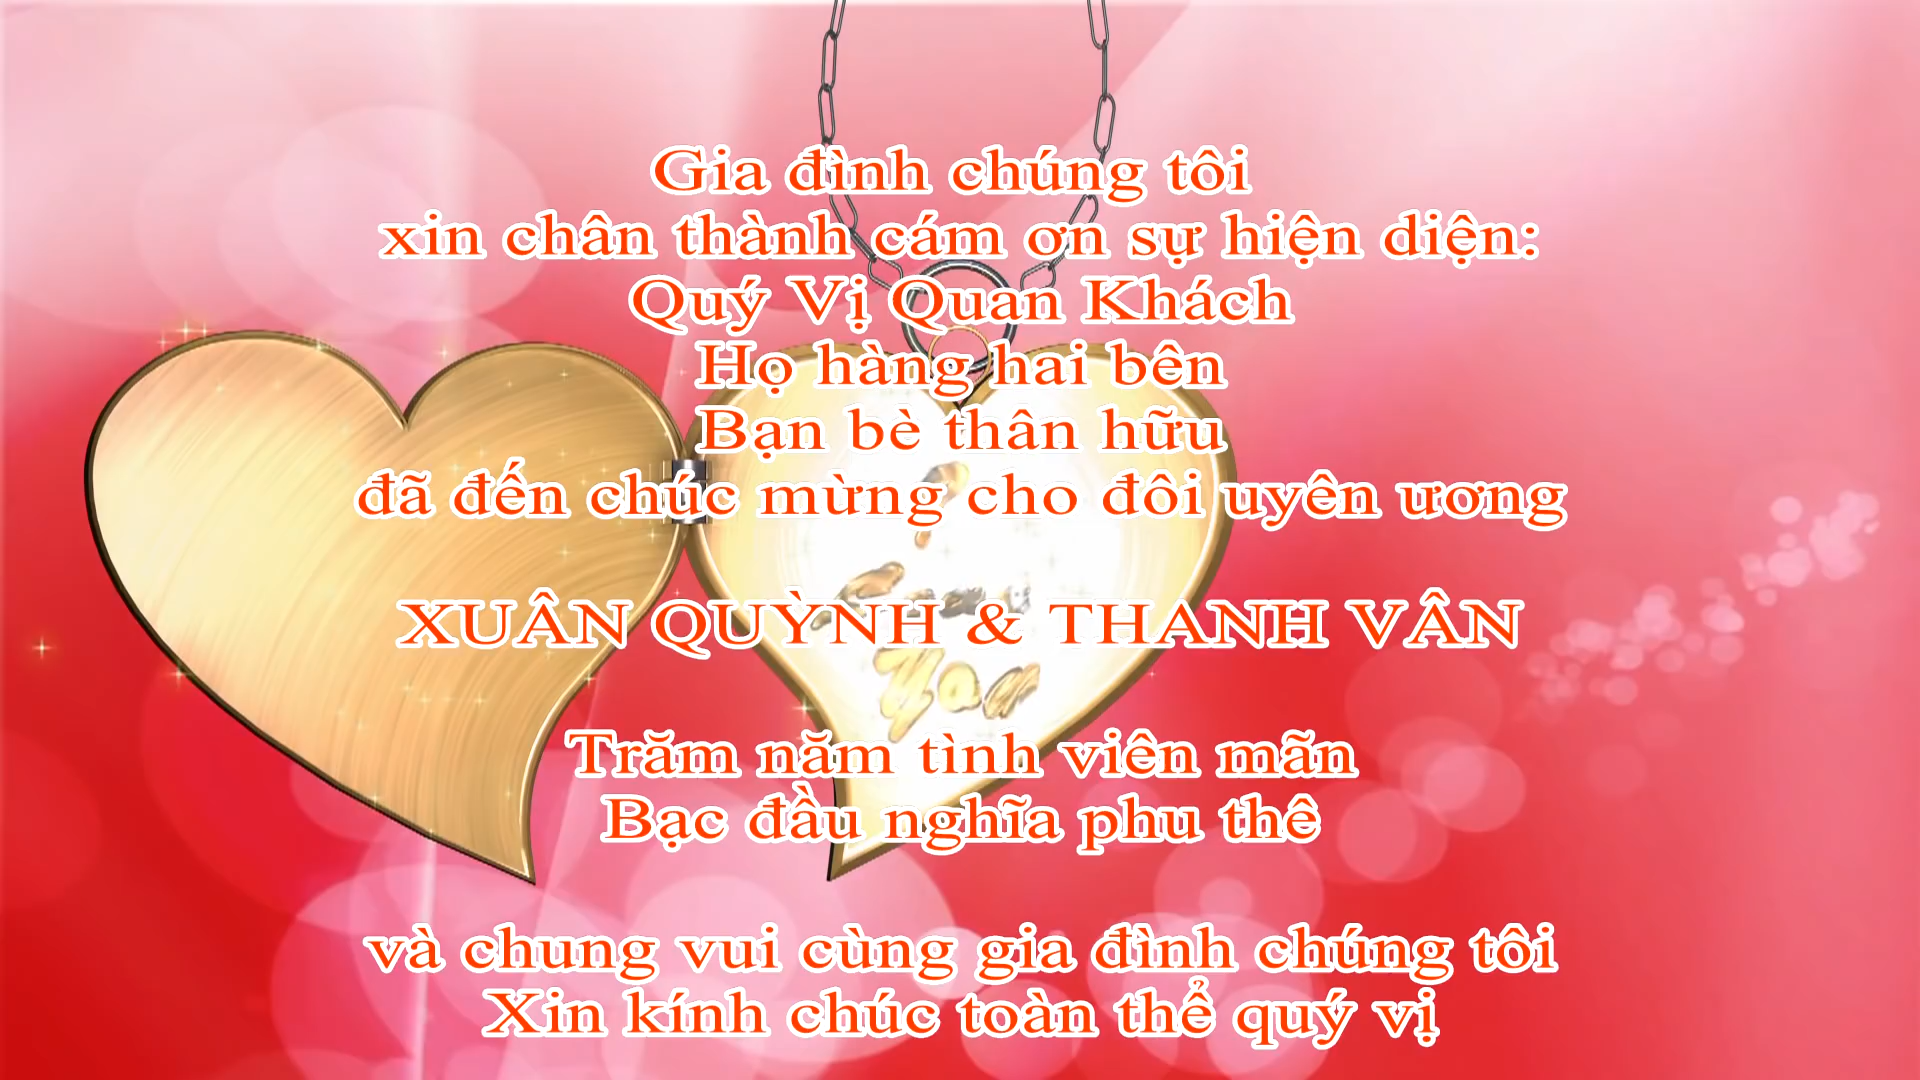 Gia đình chúng tôi
xin chân thành cám ơn sự hiện diện:
Quý Vị Quan Khách
Họ hàng hai bên
Bạn bè thân hữu
đã đến chúc mừng cho đôi uyên ương
XUÂN QUỲNH & THANH VÂN
Trăm năm tình viên mãn
Bạc đầu nghĩa phu thê
và chung vui cùng gia đình chúng tôi
Xin kính chúc toàn thể quý vị